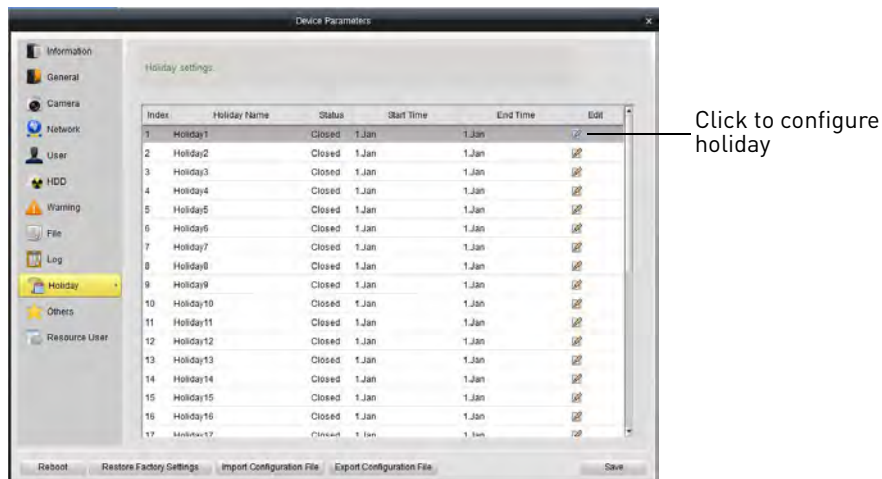 Device Parameters
×
Information
General
Camera
Network
User
HDD
Warning
File
Log
Holiday
Others
Resource User
Holiday settings
Index Holiday Name Status Start Time End Time Edit
1 Holiday1 Closed 1.Jan 1.Jan
2 Holiday2 Closed 1.Jan 1.Jan
3 Holiday3 Closed 1.Jan 1.Jan
4 Holiday4 Closed 1.Jan 1.Jan
5 Holiday5 Closed 1.Jan 1.Jan
6 Holiday6 Closed 1.Jan 1.Jan
7 Holiday7 Closed 1.Jan 1.Jan
8 Holiday8 Closed 1.Jan 1.Jan
9 Holiday9 Closed 1.Jan 1.Jan
10 Holiday10 Closed 1.Jan 1.Jan
11 Holiday11 Closed 1.Jan 1.Jan
12 Holiday12 Closed 1.Jan 1.Jan
13 Holiday13 Closed 1.Jan 1.Jan
14 Holiday14 Closed 1.Jan 1.Jan
15 Holiday15 Closed 1.Jan 1.Jan
16 Holiday16 Closed 1.Jan 1.Jan
17 Holiday17 Closed 1.Jan 1.Jan
Reboot Restore Factory Settings Import Configuration File Export Configuration File Save
Click to configure
holiday